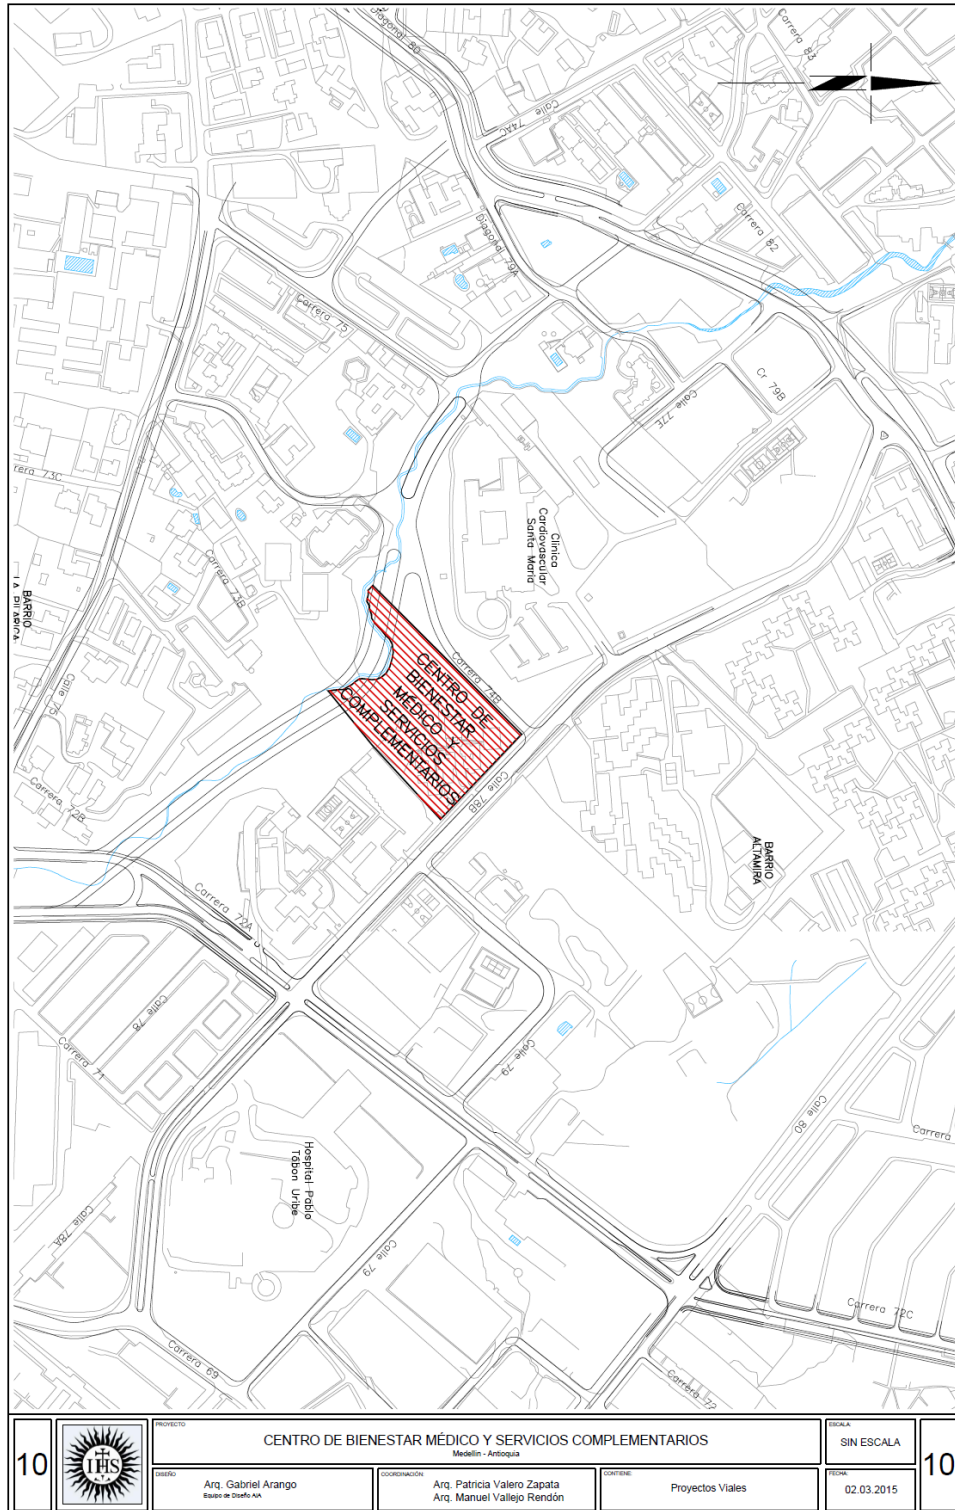 Diagonal 80
Carrera 83
Calle 74AC
Carrera 82
Diagonal 79A
Carrera 75
Cr 79B
Calle 77E
Carrera 73C
Clinica
Cardiovascular
Santa Maria
Carrera 73B
BARRIO
LA PILARICA
Calle 75
Carrera 74B
CENTRO DE
BIENESTAR
MÉDICO Y
SERVICIOS
COMPLEMENTARIOS
Calle 78B
Carrera 72B
BARRIO
ALTAMIRA
Carrera 72A
Calle 78
Carrera 71
Calle 79
Calle 80
Carrera
Hospital Pablo
Tobon Uribe
Calle 78A
Calle 79
Carrera 72C
Carrera 69
Carrera 72
10
IHS
PROYECTO
CENTRO DE BIENESTAR MÉDICO Y SERVICIOS COMPLEMENTARIOS
Medellín - Antioquia
ESCALA:
SIN ESCALA
10
DISEÑO
Arq. Gabriel Arango
Equipo de Diseño AIA
COORDINACIÓN:
Arq. Patricia Valero Zapata
Arq. Manuel Vallejo Rendón
CONTIENE:
Proyectos Viales
FECHA:
02.03.2015